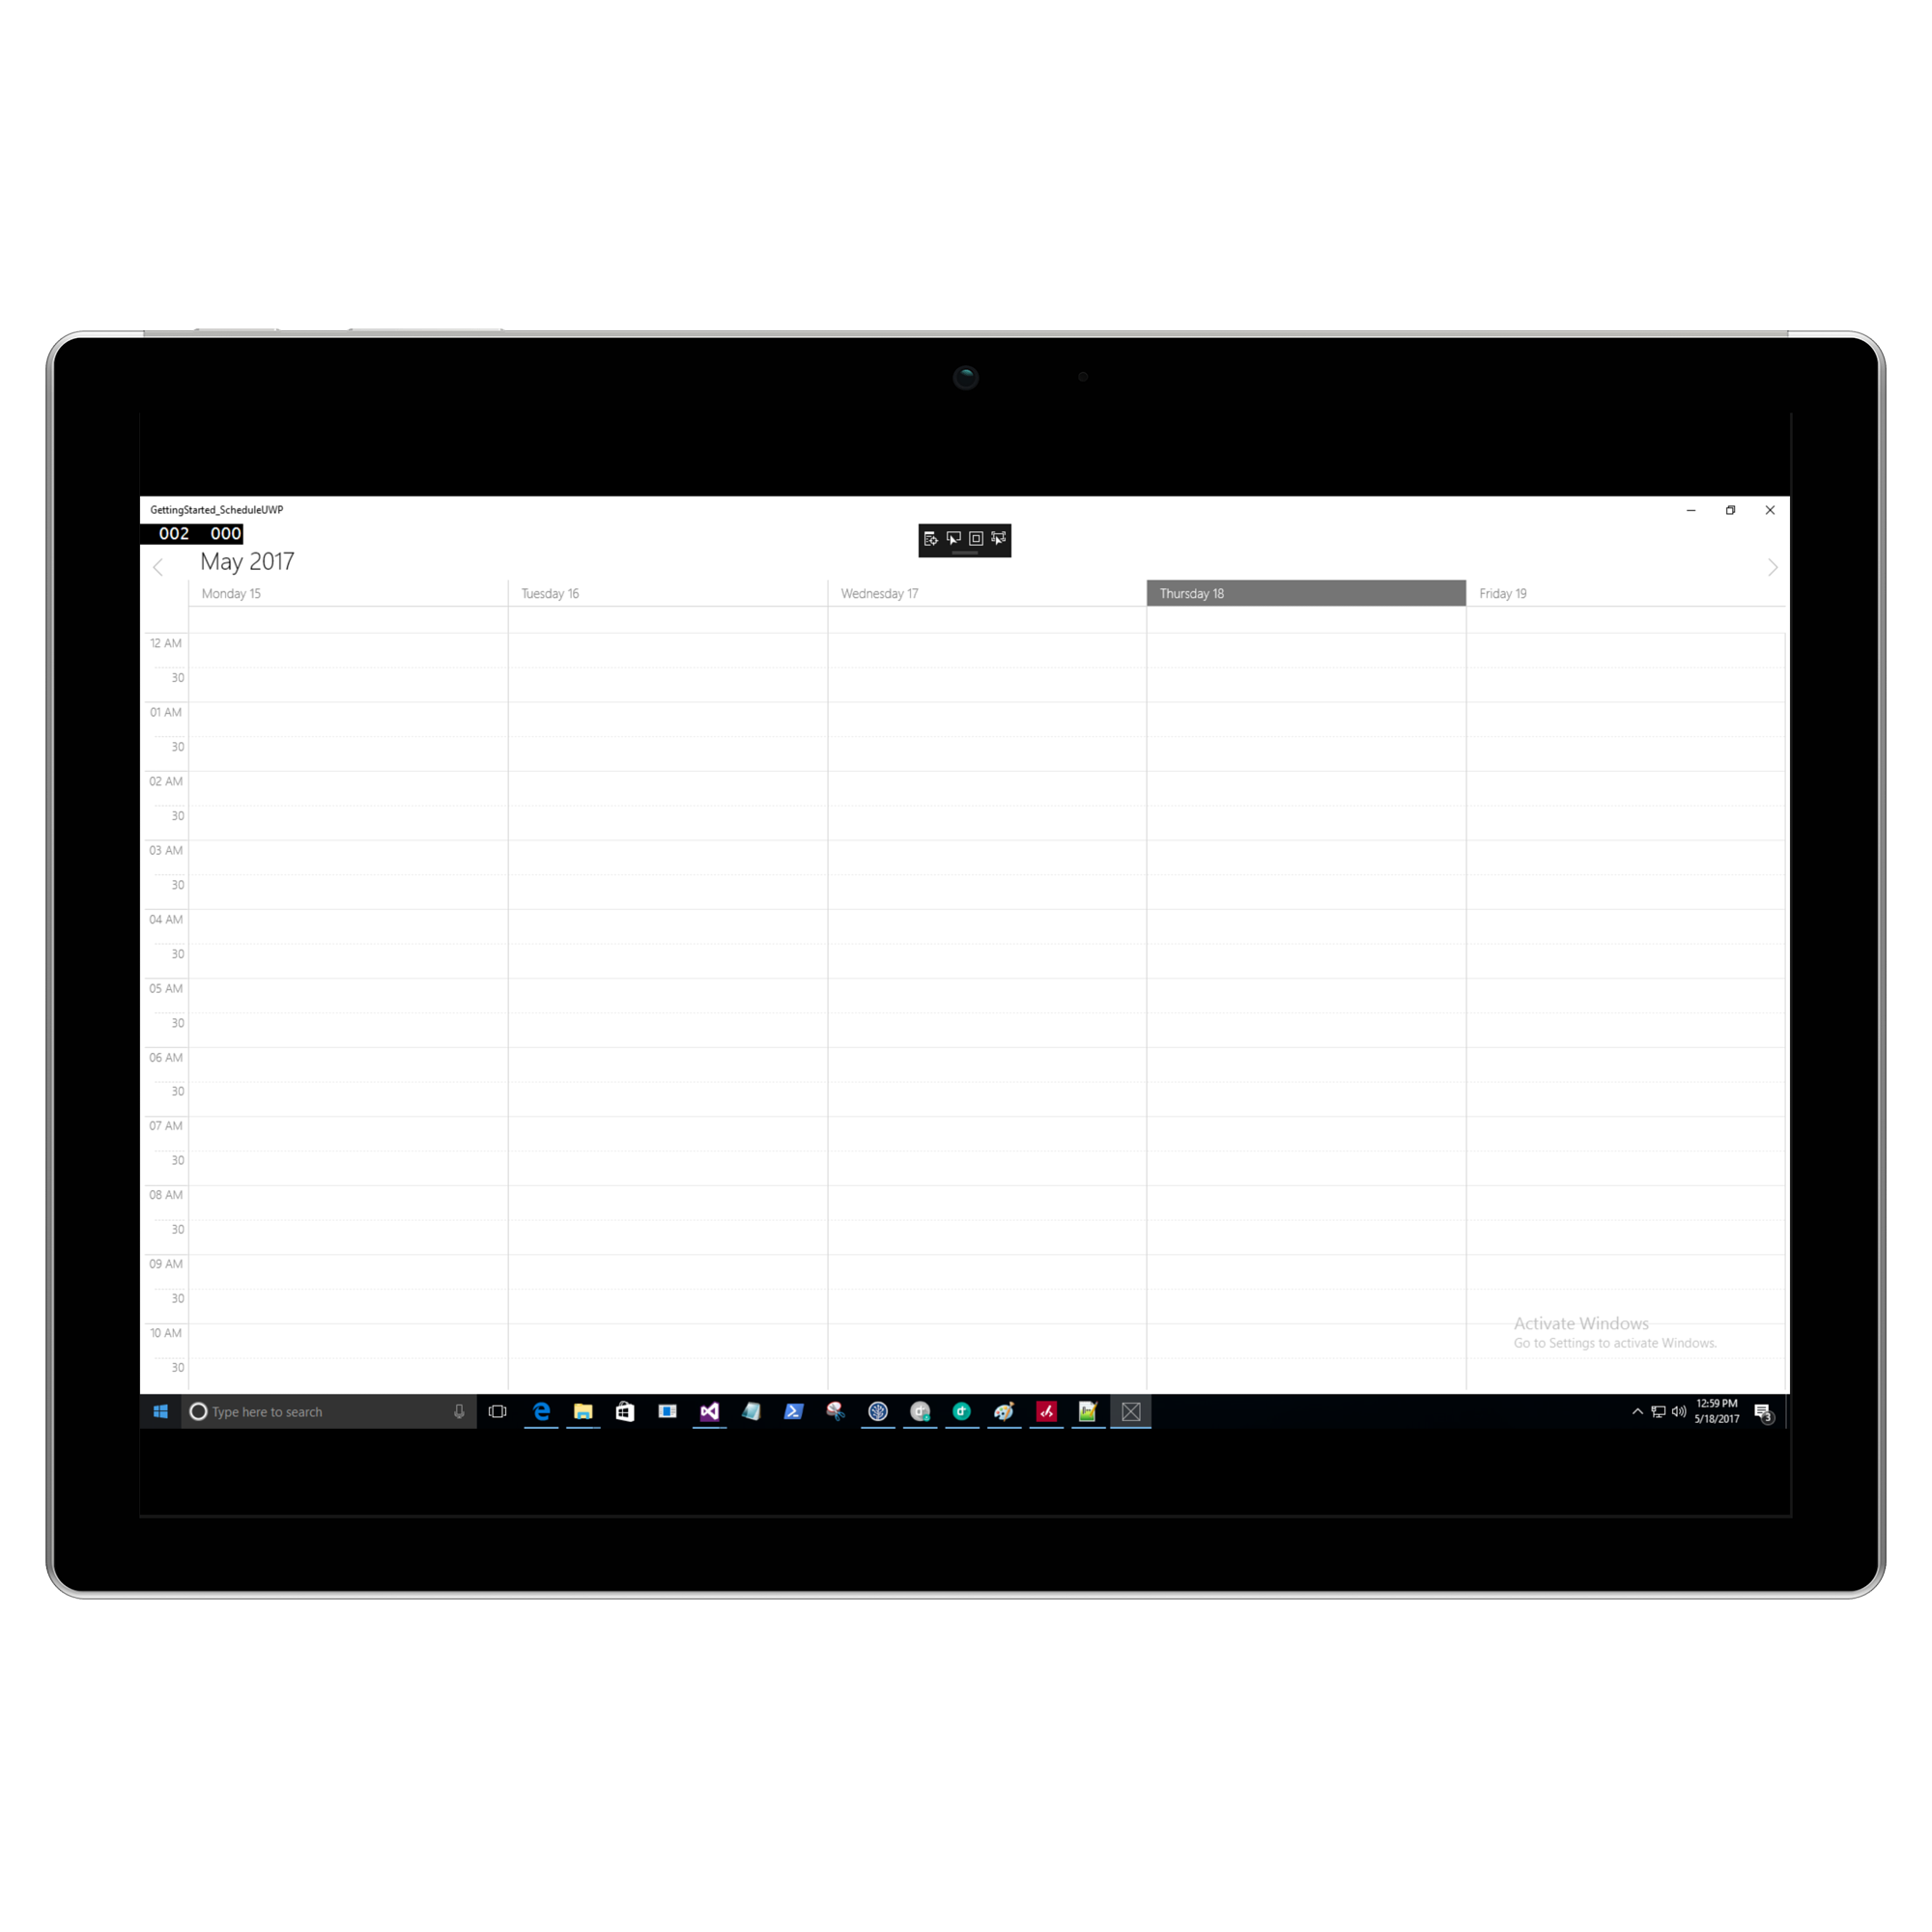 GettingStarted_ScheduleUWP
002 000
May 2017
Monday 15 Tuesday 16 Wednesday 17 Thursday 18 Friday 19
12 AM
30
01 AM
30
02 AM
30
03 AM
30
04 AM
30
05 AM
30
06 AM
30
07 AM
30
08 AM
30
09 AM
30
10 AM
30
Activate Windows
Go to Settings to activate Windows.
Type here to search
12:59 PM
5/18/2017
3